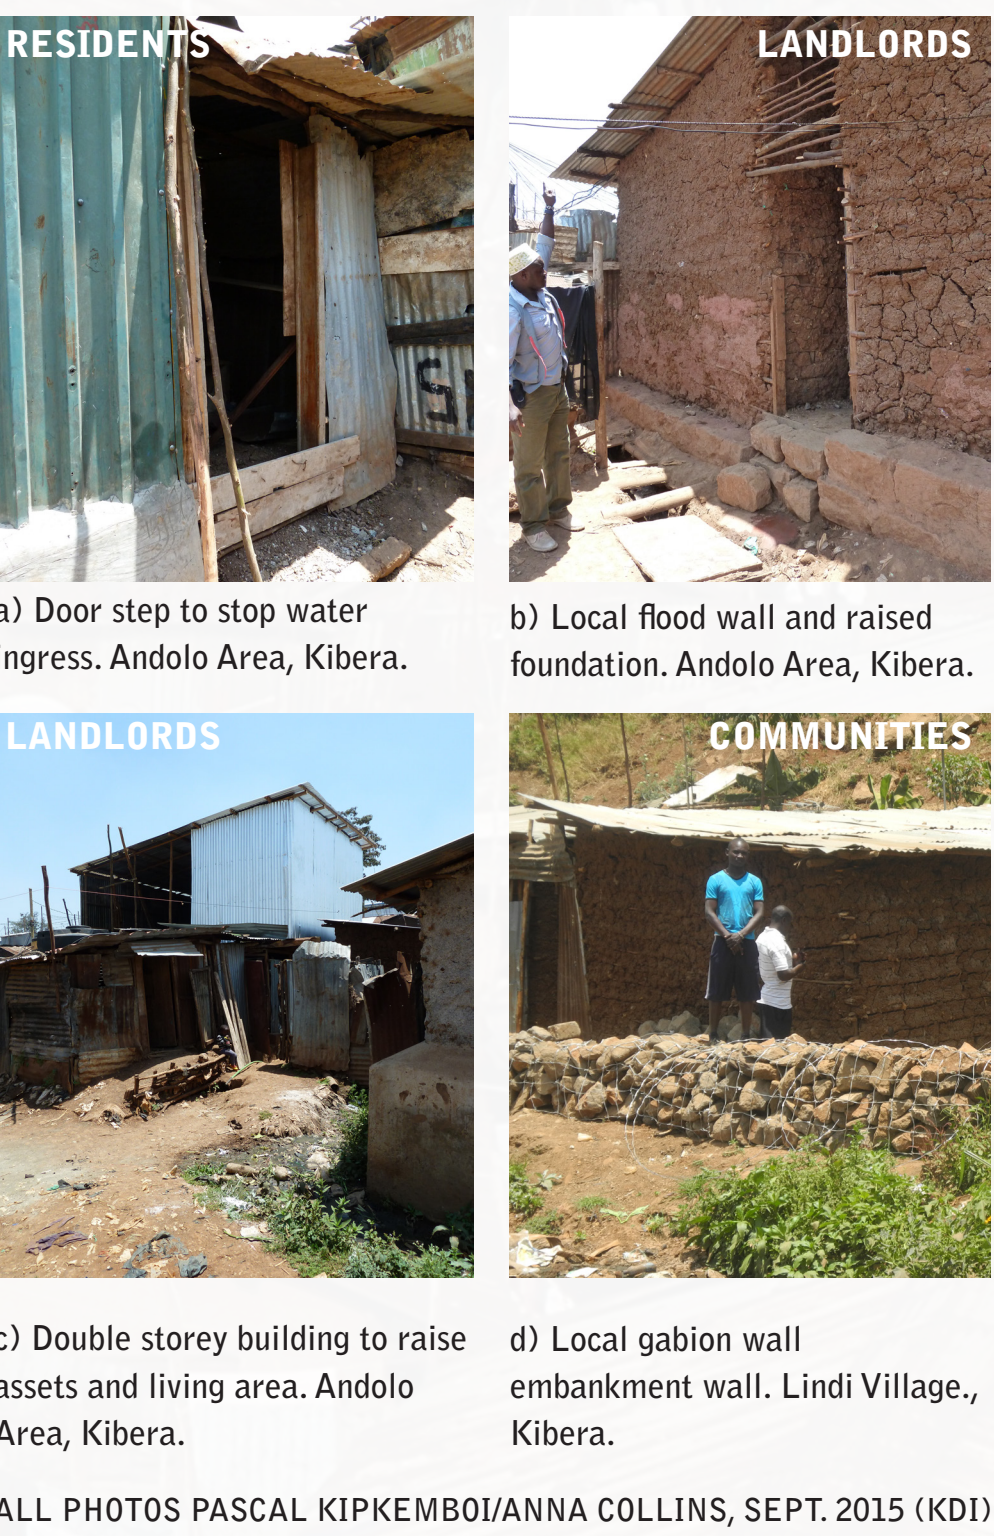 RESIDENTS
LANDLORDS
a) Door step to stop water
ingress. Andolo Area, Kibera.
b) Local flood wall and raised
foundation. Andolo Area, Kibera.
LANDLORDS
COMMUNITIES
c) Double storey building to raise
assets and living area. Andolo
Area, Kibera.
d) Local gabion wall
embankment wall. Lindi Village.,
Kibera.
ALL PHOTOS PASCAL KIPKEMBOI/ANNA COLLINS, SEPT. 2015 (KDI)